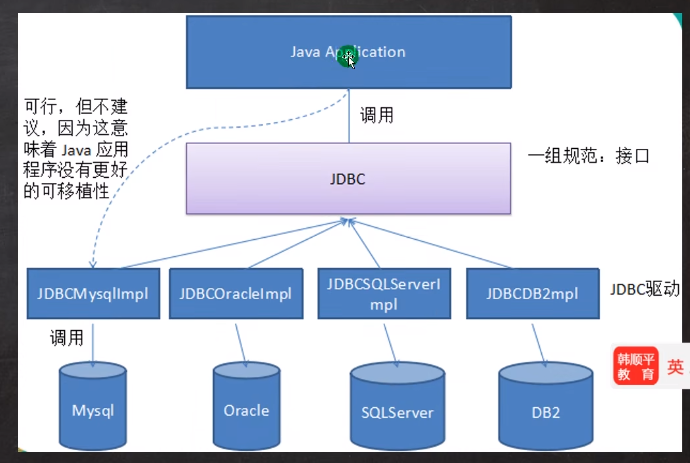 Java Application
可行，但不建
议，因为这意
味着 Java 应用
程序没有更好
的可移植性
调用
一组规范：接口
JDBC
JDBCMysqlImpl
JDBCOracleImpl
JDBCSQLServerI
mpl
JDBCDB2mpl
JDBC驱动
调用
Mysql
Oracle
SQLServer
DB2
韩顺平
教 育
英